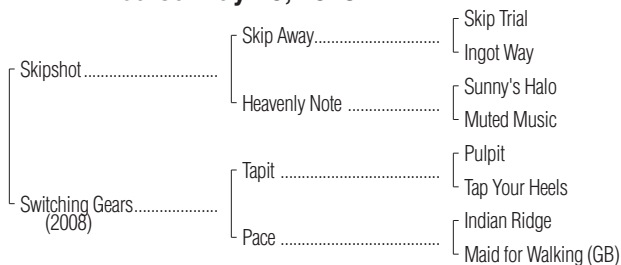 Skip Trial
Skip Away
Ingot Way
Skipshot
Sunny's Halo
Heavenly Note
Muted Music
Pulpit
Tapit
Tap Your Heels
Switching Gears
(2008)
Indian Ridge
Pace
Maid for Walking (GB)